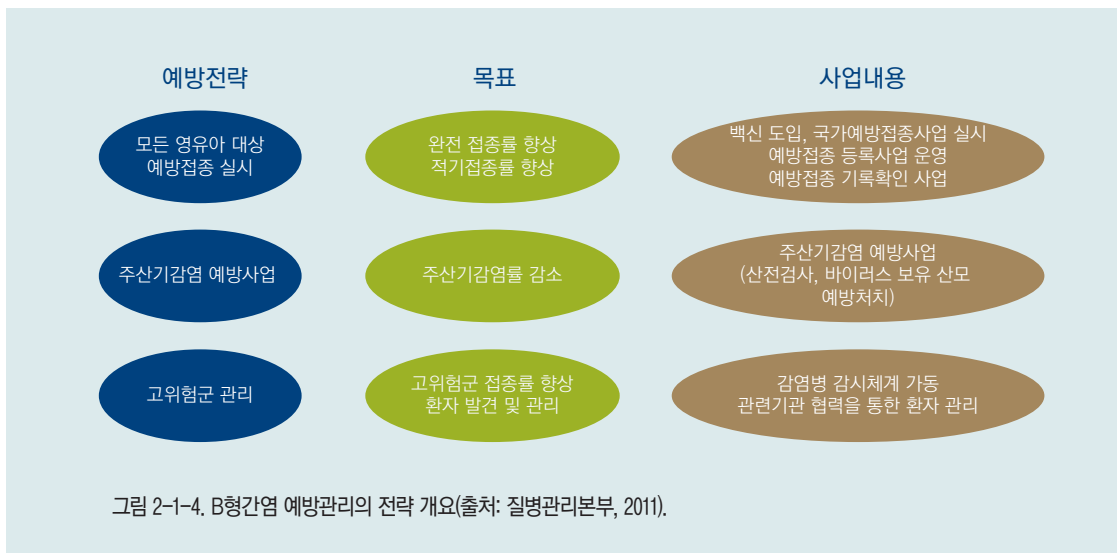 예방전략
목표
사업내용
모든 영유아 대상
예방접종 실시
완전 접종률 향상
적기접종률 향상
백신 도입, 국가예방접종사업 실시
예방접종 등록사업 운영
예방접종 기록확인 사업
주산기감염 예방사업
주산기감염률 감소
주산기감염 예방사업
(산전검사, 바이러스 보유 산모
예방처치)
고위험군 관리
고위험군 접종률 향상
환자 발견 및 관리
감염병 감시체계 가동
관련기관 협력을 통한 환자 관리
그림 2-1-4. B형간염 예방관리의 전략 개요(출처: 질병관리본부, 2011).